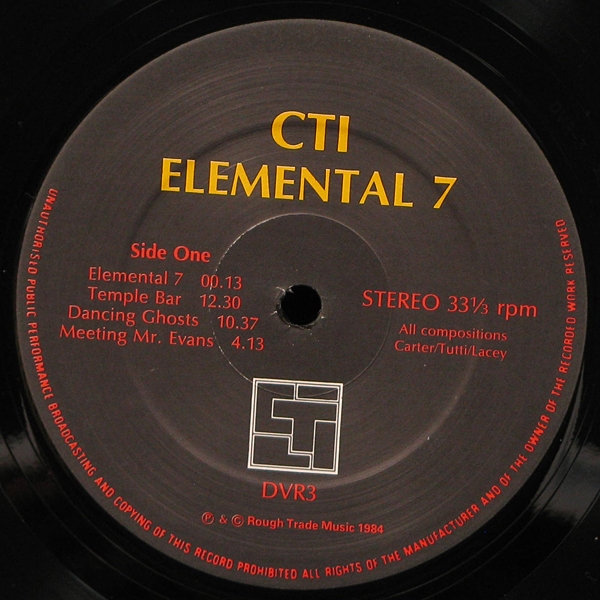 CTI
ELEMENTAL 7
Side One
Elemental 7 00.13
Temple Bar 12.30
Dancing Ghosts 10.37
Meeting Mr. Evans 4.13
STEREO 33⅓ rpm
All compositions
Carter/Tutti/Lacey
CTI
DVR3
℗ & © Rough Trade Music 1984
UNAUTHORISED PUBLIC PERFORMANCE BROADCASTING AND COPYING OF THIS RECORD PROHIBITED ALL RIGHTS OF THE MANUFACTURER AND OF THE OWNER OF THE RECORDED WORK RESERVED